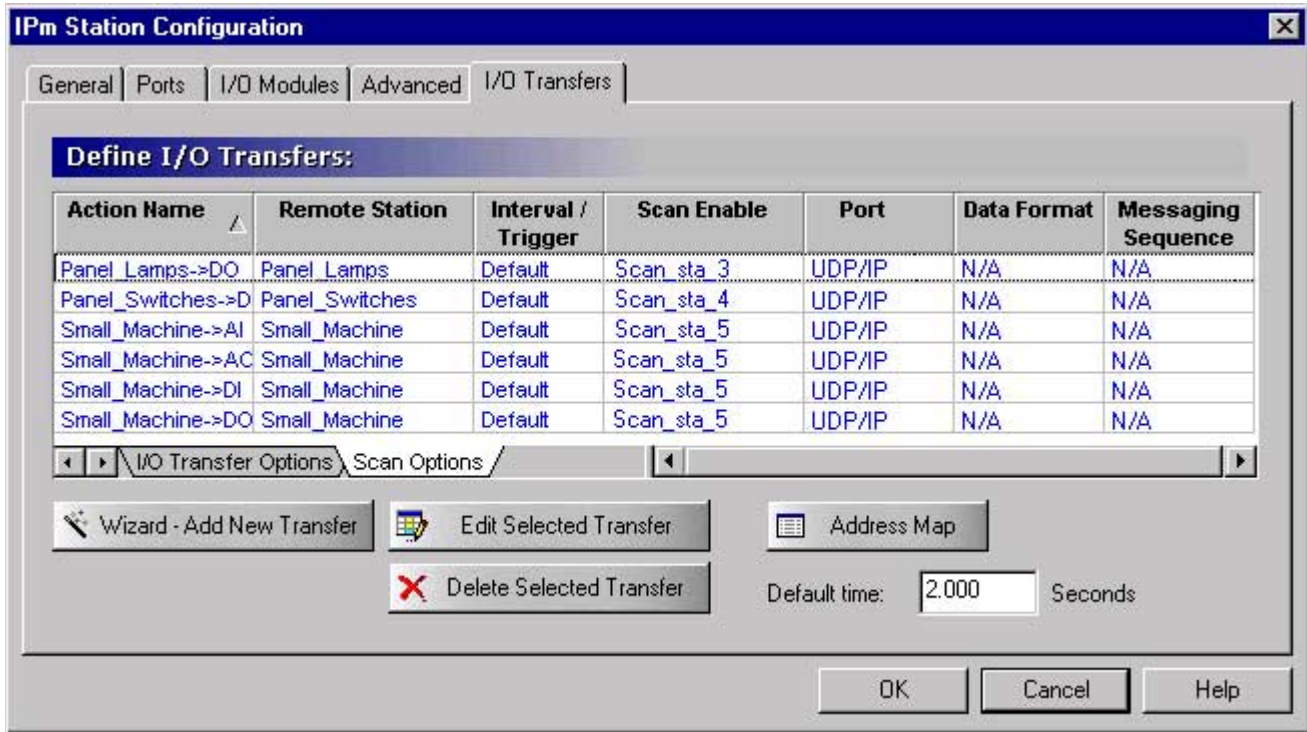 IPm Station Configuration
General Ports I/O Modules Advanced I/O Transfers
Define I/O Transfers:
Action Name Remote Station Interval / Trigger Scan Enable Port Data Format Messaging Sequence
Panel_Lamps->DO Panel_Lamps Default Scan_sta_3 UDP/IP N/A N/A
Panel_Switches->D Panel_Switches Default Scan_sta_4 UDP/IP N/A N/A
Small_Machine->AI Small_Machine Default Scan_sta_5 UDP/IP N/A N/A
Small_Machine->AO Small_Machine Default Scan_sta_5 UDP/IP N/A N/A
Small_Machine->DI Small_Machine Default Scan_sta_5 UDP/IP N/A N/A
Small_Machine->DO Small_Machine Default Scan_sta_5 UDP/IP N/A N/A
I/O Transfer Options Scan Options
Wizard - Add New Transfer Edit Selected Transfer Address Map
Delete Selected Transfer Default time: 2.000 Seconds
OK Cancel Help